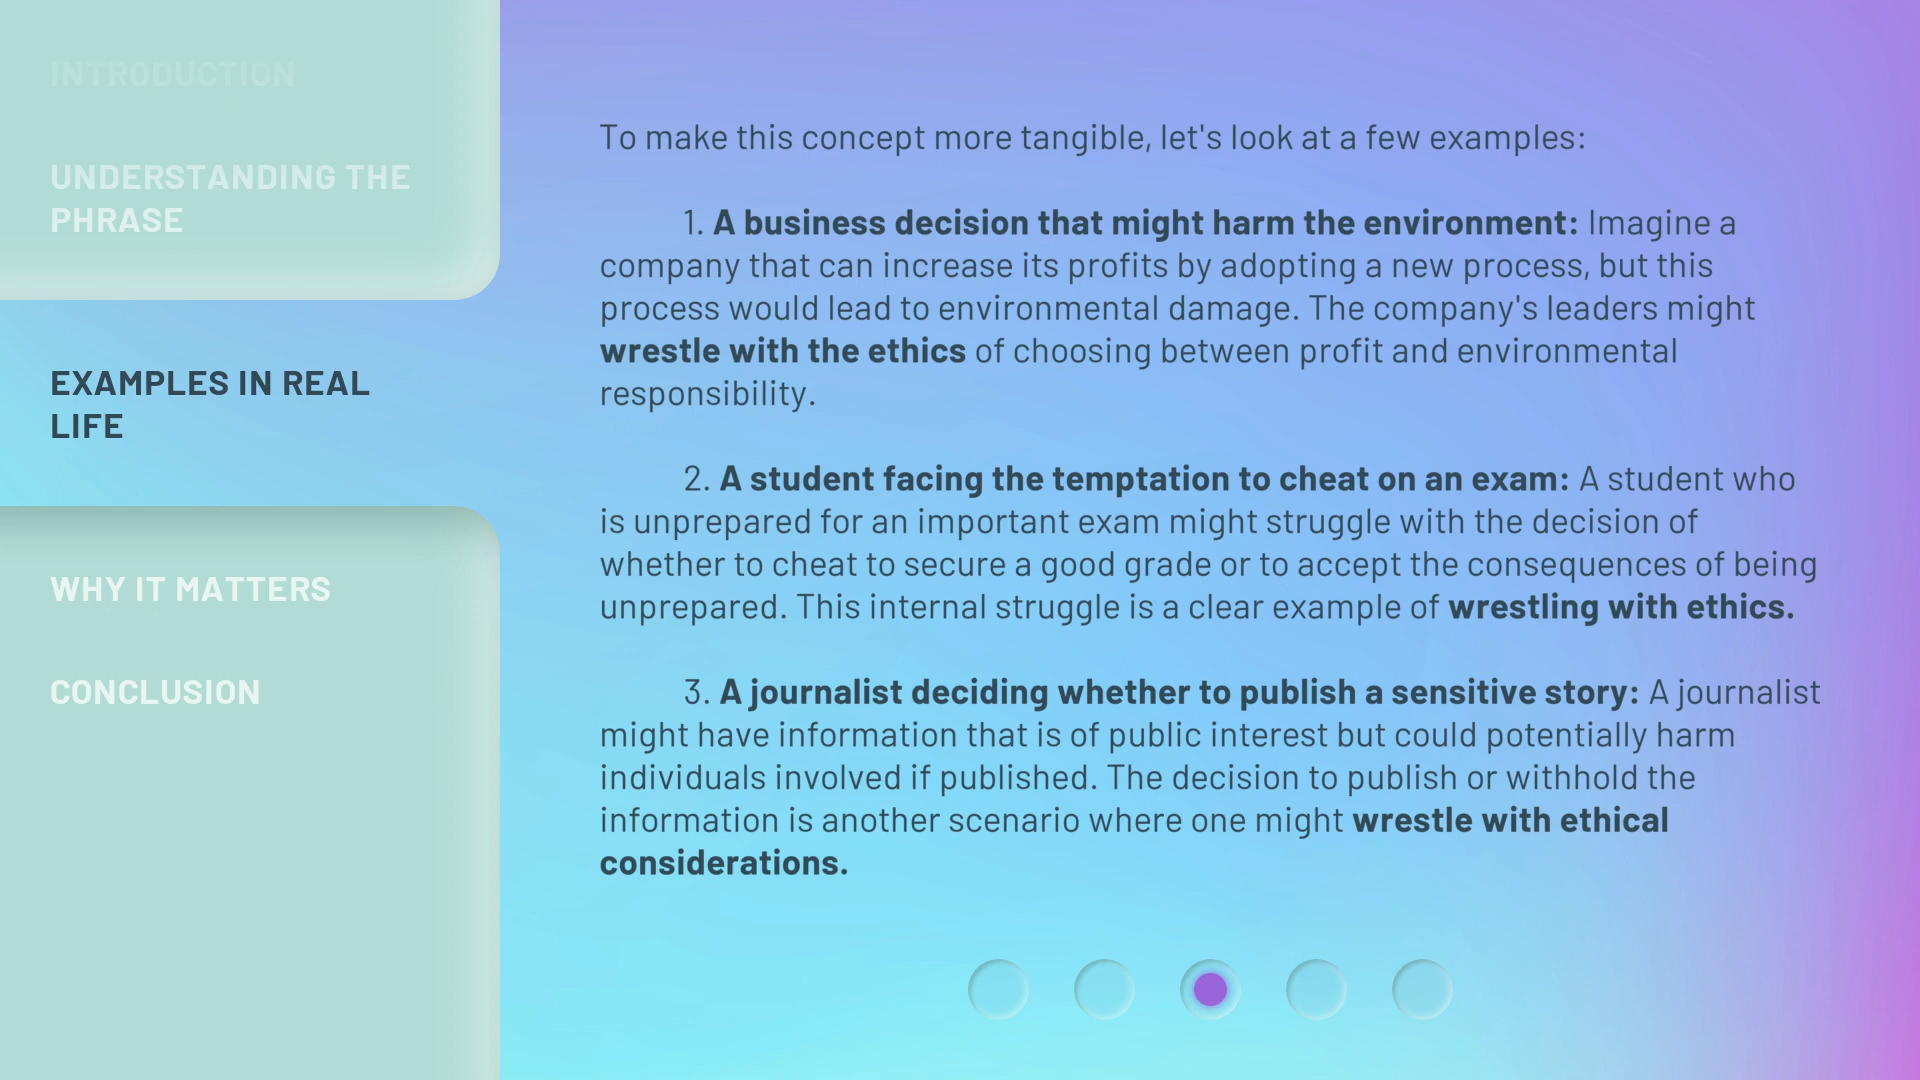 INTRODUCTION
UNDERSTANDING THE
PHRASE
EXAMPLES IN REAL
LIFE
WHY IT MATTERS
CONCLUSION
To make this concept more tangible, let's look at a few examples:
1. A business decision that might harm the environment: Imagine a
company that can increase its profits by adopting a new process, but this
process would lead to environmental damage. The company's leaders might
wrestle with the ethics of choosing between profit and environmental
responsibility.
2. A student facing the temptation to cheat on an exam: A student who
is unprepared for an important exam might struggle with the decision of
whether to cheat to secure a good grade or to accept the consequences of being
unprepared. This internal struggle is a clear example of wrestling with ethics.
3. A journalist deciding whether to publish a sensitive story: A journalist
might have information that is of public interest but could potentially harm
individuals involved if published. The decision to publish or withhold the
information is another scenario where one might wrestle with ethical
considerations.